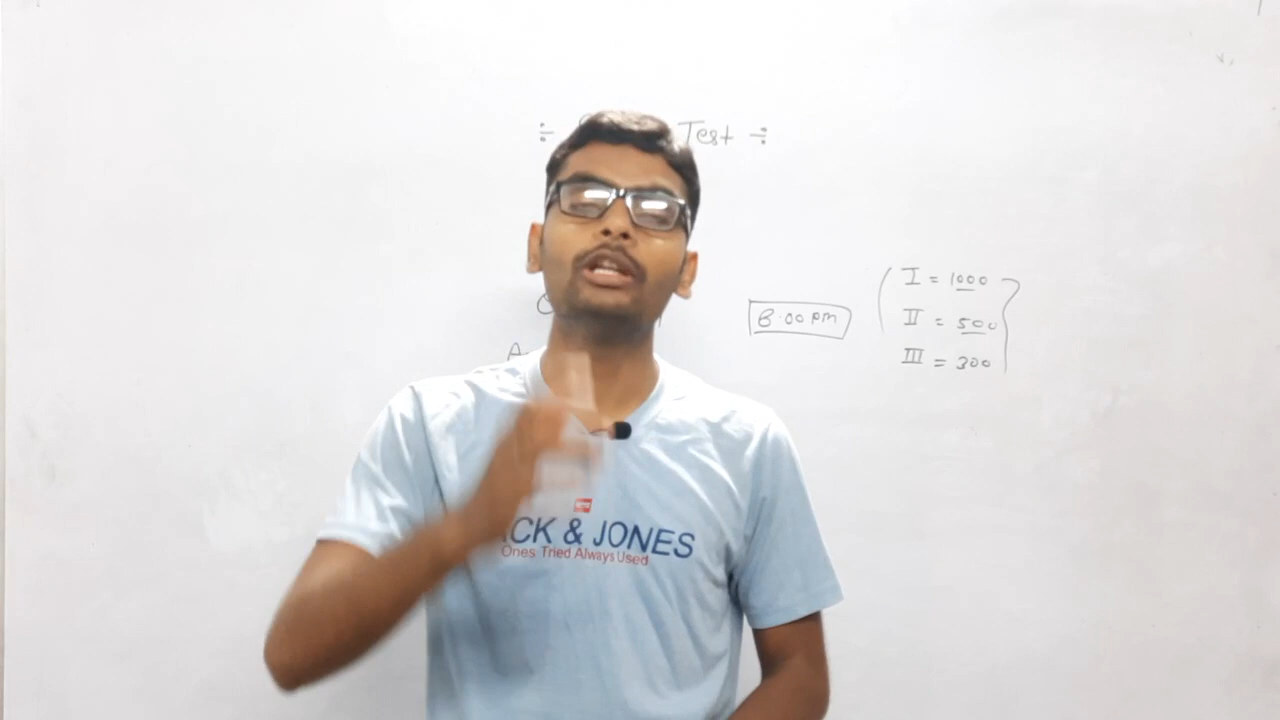 ÷ Test ÷
I = 1000
8:00 pm
II = 500
III = 300
CK & JONES
Ones Tried Always Used